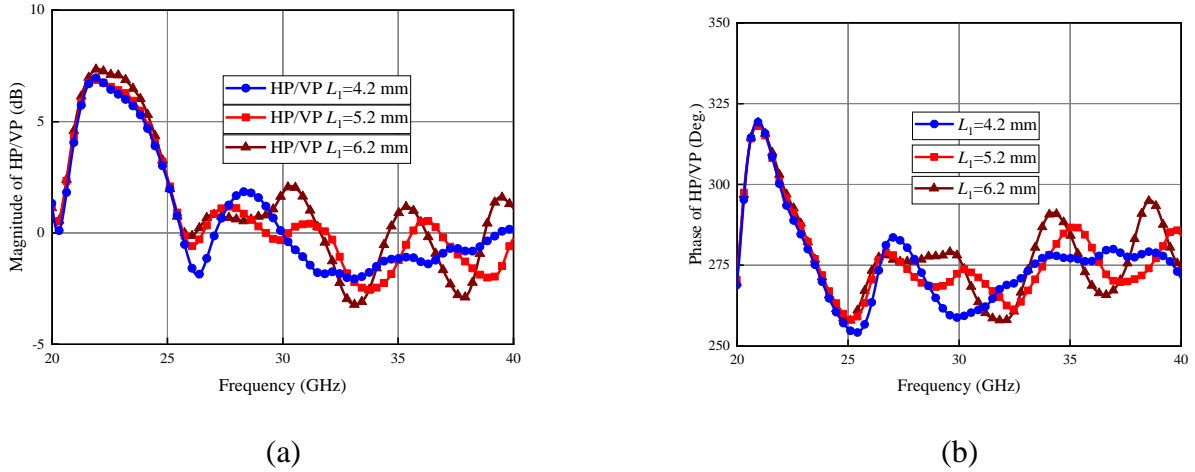 10
5
0
-5
Magnitude of HP/VP (dB)
HP/VP L1=4.2 mm
HP/VP L1=5.2 mm
HP/VP L1=6.2 mm
20 25 30 35 40
Frequency (GHz)
(a)
350
325
300
275
250
Phase of HP/VP (Deg.)
L1=4.2 mm
L1=5.2 mm
L1=6.2 mm
20 25 30 35 40
Frequency (GHz)
(b)